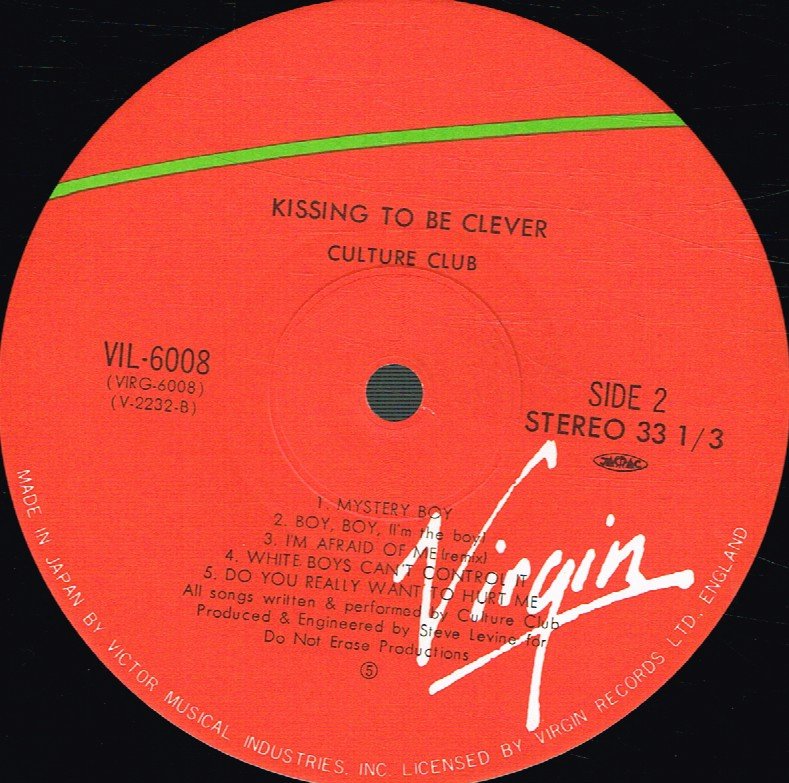 KISSING TO BE CLEVER
CULTURE CLUB
VIL-6008
(VIRG-6008)
(V-2232-B)
SIDE 2
STEREO 33 1/3
JASRAC
1. MYSTERY BOY
2. BOY, BOY, (I'm the boy)
3. I'M AFRAID OF ME (remix)
4. WHITE BOYS CAN'T CONTROL IT
5. DO YOU REALLY WANT TO HURT ME
All songs written & performed by Culture Club
Produced & Engineered by Steve Levine for
Do Not Erase Productions
⑤
Virgin
MADE IN JAPAN BY VICTOR MUSICAL INDUSTRIES, INC. LICENSED BY VIRGIN RECORDS LTD. ENGLAND